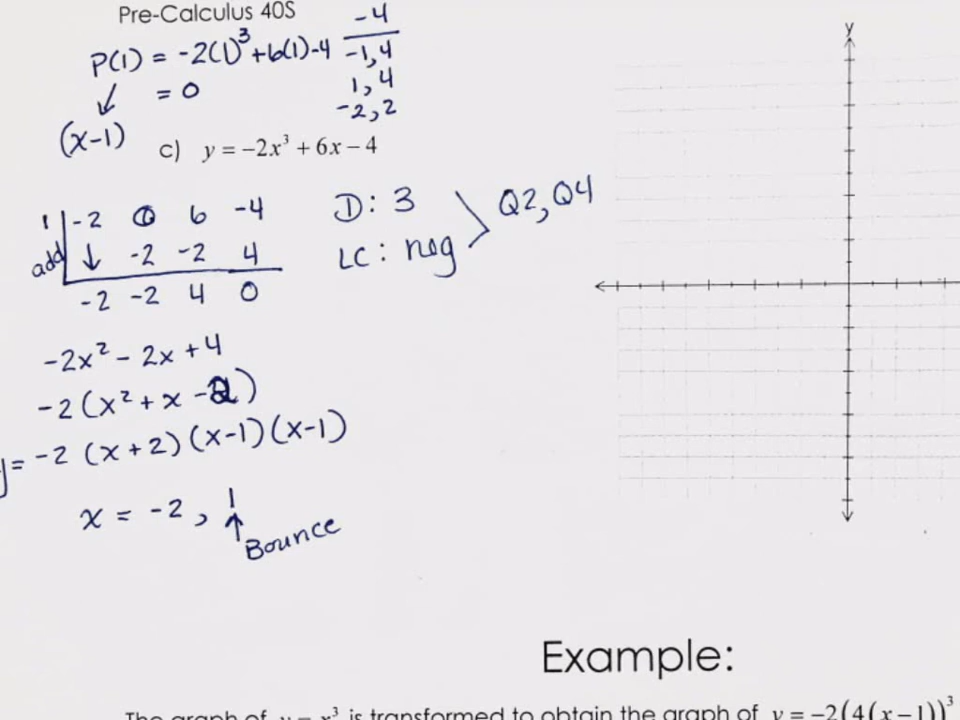 Pre-Calculus 40S
P(1) = -2(1)³ + 6(1) - 4
= 0
(x-1)
-4
-1, 4
1, 4
-2, 2
c) y = -2x³ + 6x - 4
1 -2 0 6 -4
add ↓ -2 -2 4
-2 -2 4 0
D: 3
LC: neg
Q2, Q4
-2x² - 2x + 4
-2(x² + x - 2)
y = -2 (x+2)(x-1)(x-1)
x = -2, 1
↑
Bounce
y
Example:
The graph of y = x³ is transformed to obtain the graph of y = -2(4(x-1))³